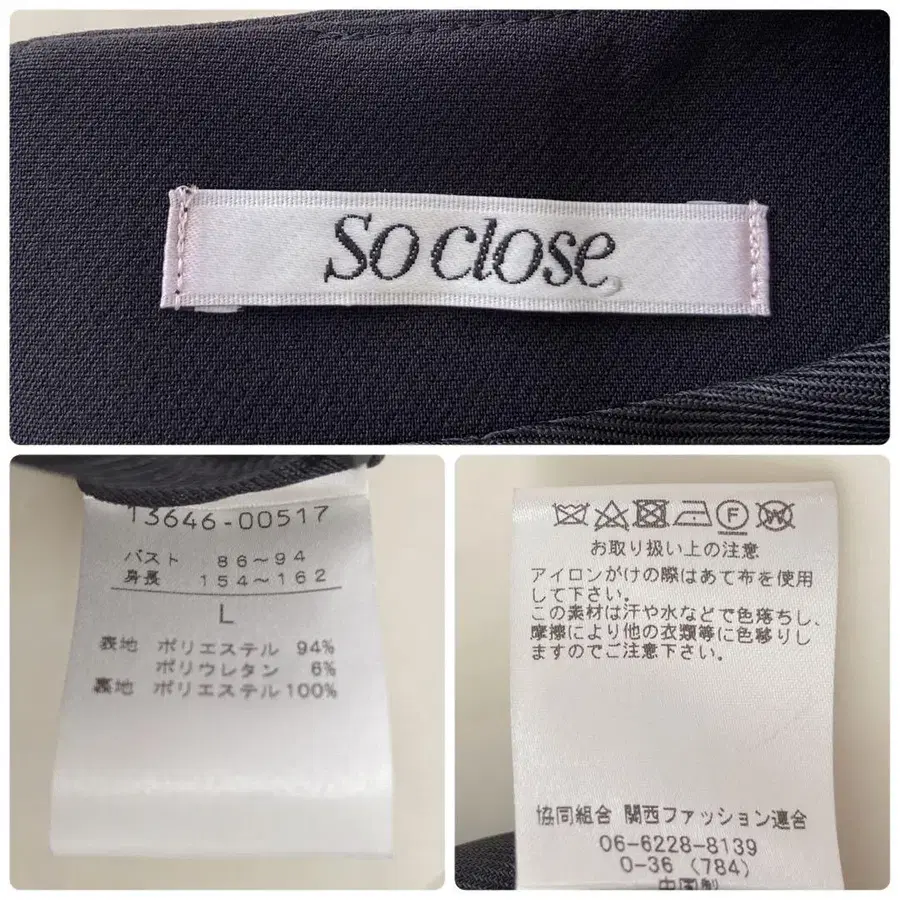 So close
13646-00517
バスト 86～94
身長 154～162
L
表地 ポリエステル 94%
ポリウレタン 6%
裏地 ポリエステル 100%
F
W
お取り扱い上の注意
アイロンがけの際はあて布を使用
して下さい。
この素材は汗や水などで色落ちし、
摩擦により他の衣類等に色移りし
ますのでご注意下さい。
協同組合 関西ファッション連合
06-6228-8139
O-36 (784)
中国製